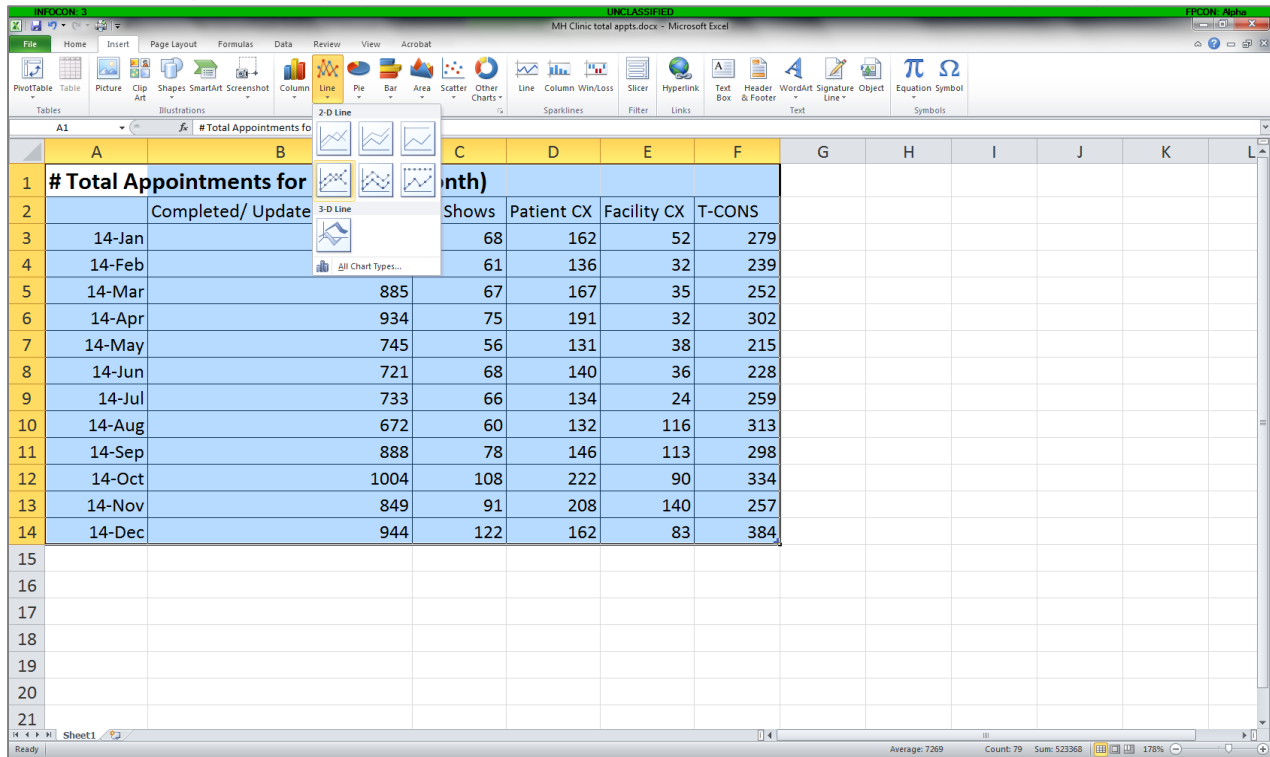 INFOCON: 3 UNCLASSIFIED FPCON: Alpha
MH Clinic total appts.docx - Microsoft Excel
File Home Insert Page Layout Formulas Data Review View Acrobat
PivotTable Table Picture Clip Art Shapes SmartArt Screenshot Column Line Pie Bar Area Scatter Other Charts Line Column Win/Loss Slicer Hyperlink Text Box Header & Footer WordArt Signature Line Object Equation Symbol
Tables Illustrations Sparklines Filter Links Text Symbols
A1 fx # Total Appointments fo
2-D Line
3-D Line
All Chart Types...
A B C D E F G H I J K L
1 # Total Appointments for onth)
2 Completed/ Update Shows Patient CX Facility CX T-CONS
3 14-Jan 68 162 52 279
4 14-Feb 61 136 32 239
5 14-Mar 885 67 167 35 252
6 14-Apr 934 75 191 32 302
7 14-May 745 56 131 38 215
8 14-Jun 721 68 140 36 228
9 14-Jul 733 66 134 24 259
10 14-Aug 672 60 132 116 313
11 14-Sep 888 78 146 113 298
12 14-Oct 1004 108 222 90 334
13 14-Nov 849 91 208 140 257
14 14-Dec 944 122 162 83 384
15
16
17
18
19
20
21
Sheet1
Ready Average: 7269 Count: 79 Sum: 523368 178%